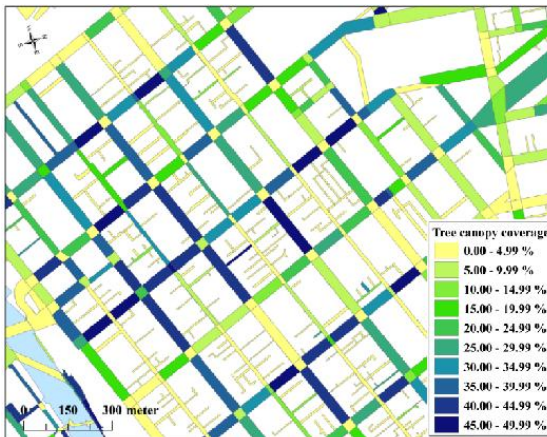 Tree canopy coverage
0.00 - 4.99 %
5.00 - 9.99 %
10.00 - 14.99 %
15.00 - 19.99 %
20.00 - 24.99 %
25.00 - 29.99 %
30.00 - 34.99 %
35.00 - 39.99 %
40.00 - 44.99 %
45.00 - 49.99 %
0 150 300 meter